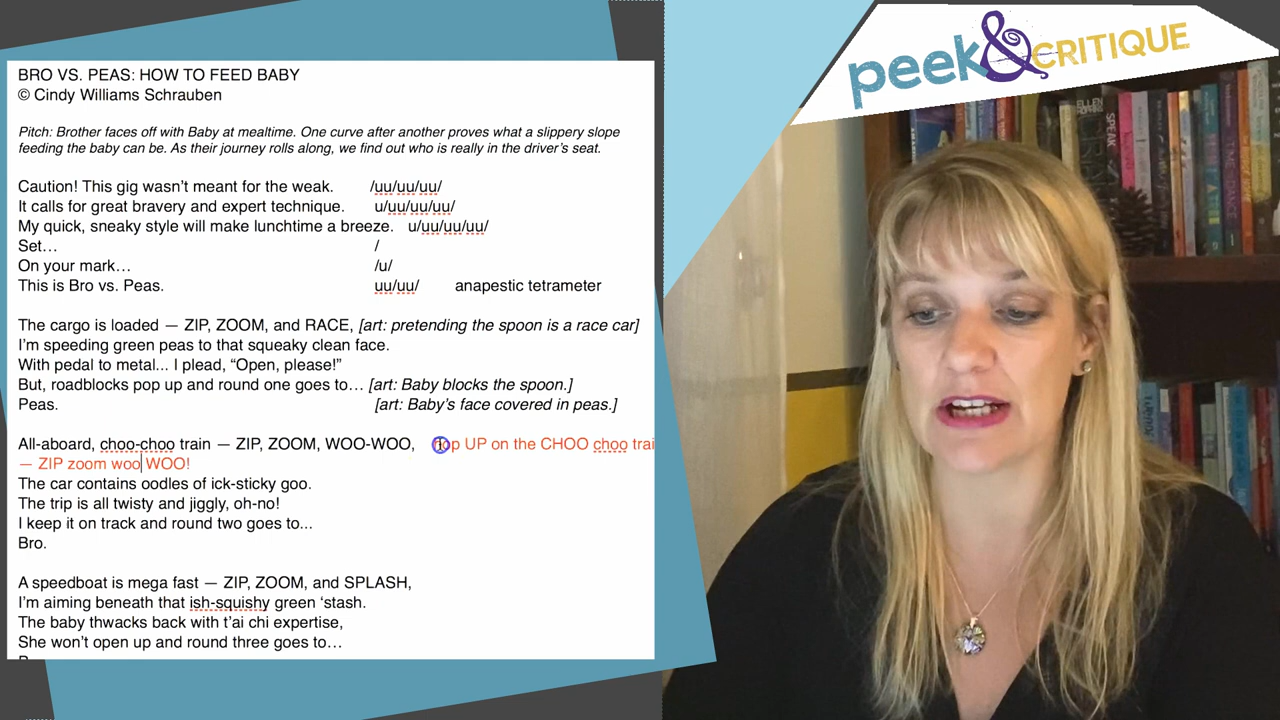 BRO VS. PEAS: HOW TO FEED BABY
© Cindy Williams Schrauben
Pitch: Brother faces off with Baby at mealtime. One curve after another proves what a slippery slope
feeding the baby can be. As their journey rolls along, we find out who is really in the driver's seat.
Caution! This gig wasn't meant for the weak. /uu/uu/uu/
It calls for great bravery and expert technique. u/uu/uu/uu/
My quick, sneaky style will make lunchtime a breeze. u/uu/uu/uu/
Set… /
On your mark… /u/
This is Bro vs. Peas. uu/uu/ anapestic tetrameter
The cargo is loaded — ZIP, ZOOM, and RACE, [art: pretending the spoon is a race car]
I'm speeding green peas to that squeaky clean face.
With pedal to metal... I plead, “Open, please!”
But, roadblocks pop up and round one goes to… [art: Baby blocks the spoon.]
Peas. [art: Baby's face covered in peas.]
All-aboard, choo-choo train — ZIP, ZOOM, WOO-WOO, UP on the CHOO choo trai
— ZIP zoom woo WOO!
The car contains oodles of ick-sticky goo.
The trip is all twisty and jiggly, oh-no!
I keep it on track and round two goes to...
Bro.
A speedboat is mega fast — ZIP, ZOOM, and SPLASH,
I'm aiming beneath that ish-squishy green ‘stash.
The baby thwacks back with t'ai chi expertise,
She won't open up and round three goes to…
peek & CRITIQUE
SPEAK